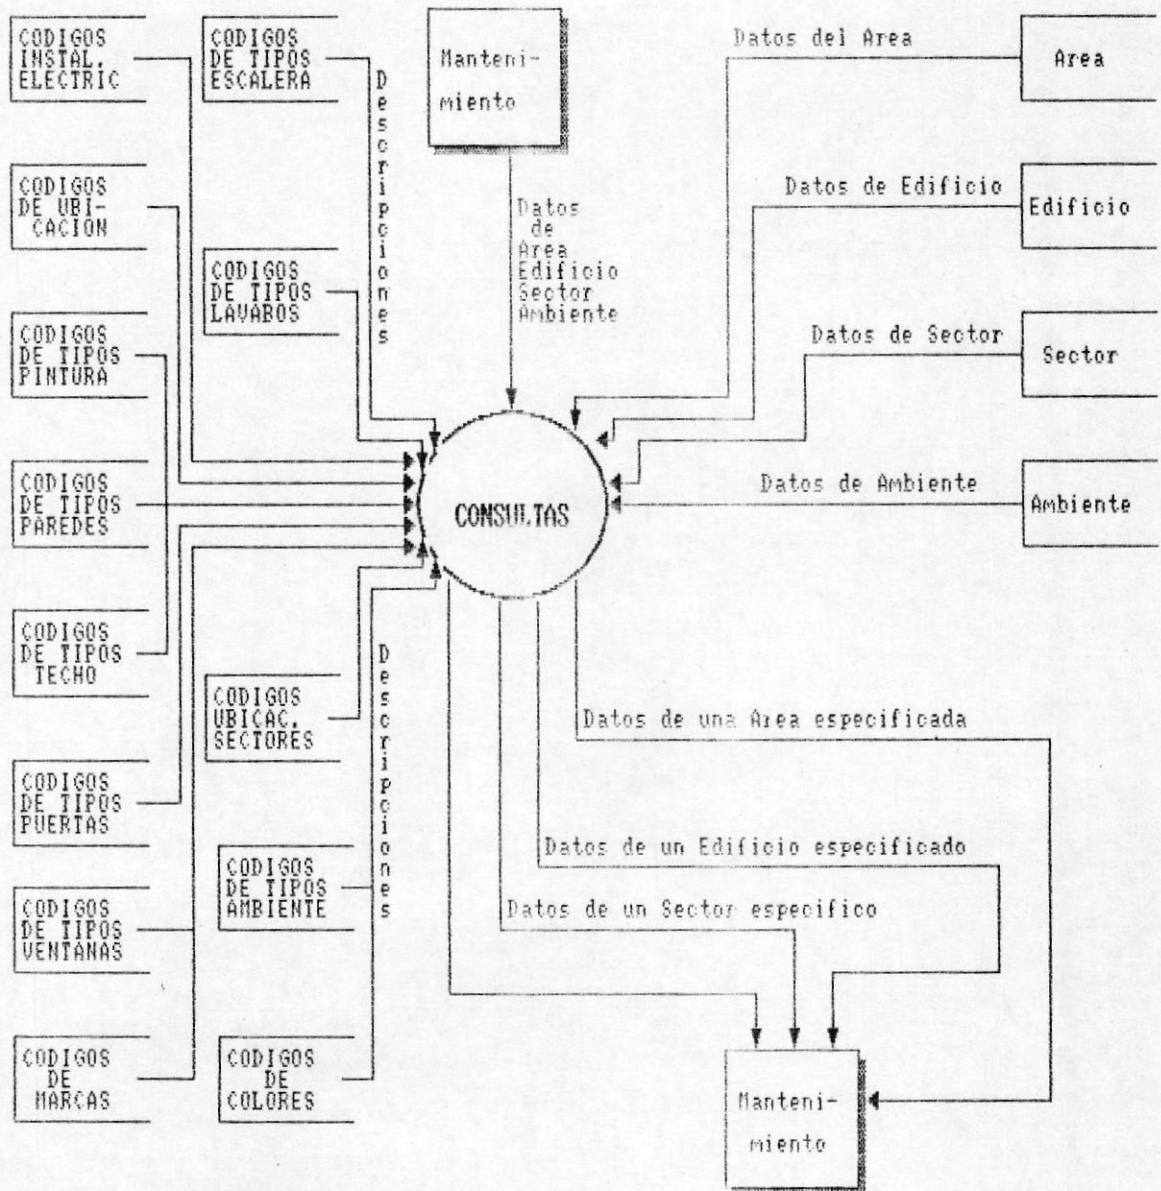 CODIGOS
INSTAL.
ELECTRIC
CODIGOS
DE TIPOS
ESCALERA
Descripciones
Manteni-
miento
Datos del Area
Area
CODIGOS
DE UBI-
CACION
Datos
de
Area
Edificio
Sector
Ambiente
Datos de Edificio
Edificio
CODIGOS
DE TIPOS
LAVABOS
CODIGOS
DE TIPOS
PINTURA
Datos de Sector
Sector
CODIGOS
DE TIPOS
PAREDES
CONSULTAS
Datos de Ambiente
Ambiente
CODIGOS
DE TIPOS
TECHO
Descripciones
CODIGOS
UBICAC.
SECTORES
Datos de una Area especificada
CODIGOS
DE TIPOS
PUERTAS
Datos de un Edificio especificado
CODIGOS
DE TIPOS
AMBIENTE
CODIGOS
DE TIPOS
VENTANAS
Datos de un Sector especifico
CODIGOS
DE
MARCAS
CODIGOS
DE
COLORES
Manteni-
miento